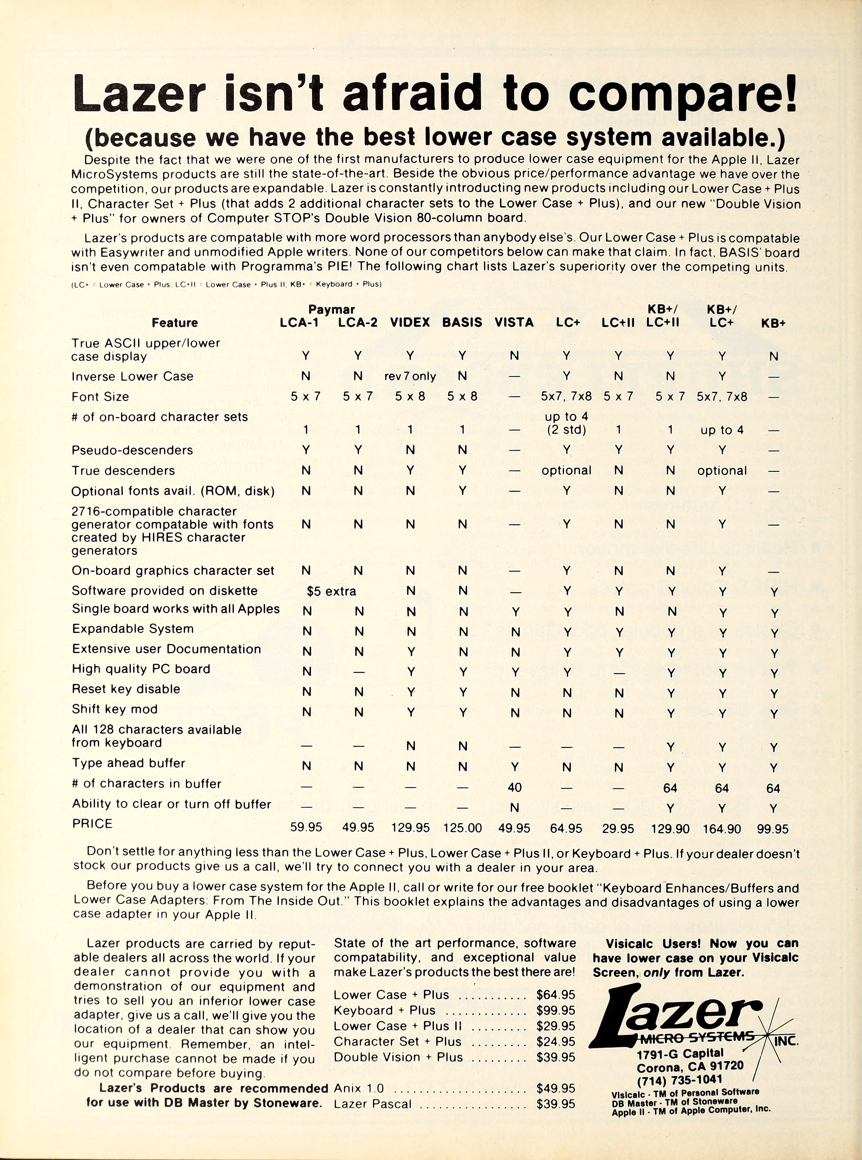 Lazer isn't afraid to compare!
(because we have the best lower case system available.)
Despite the fact that we were one of the first manufacturers to produce lower case equipment for the Apple II, Lazer
MicroSystems products are still the state-of-the-art. Beside the obvious price/performance advantage we have over the
competition, our products are expandable. Lazer is constantly introducing new products including our Lower Case + Plus
II, Character Set + Plus (that adds 2 additional character sets to the Lower Case + Plus), and our new "Double Vision
+ Plus" for owners of Computer STOP's Double Vision 80-column board.
Lazer's products are compatable with more word processors than anybody else's. Our Lower Case + Plus is compatable
with Easywriter and unmodified Apple writers. None of our competitors below can make that claim. In fact, BASIS' board
isn't even compatable with Programma's PIE! The following chart lists Lazer's superiority over the competing units.
(LC+ = Lower Case + Plus. LC+II = Lower Case + Plus II, KB+ = Keyboard + Plus)
Paymar KB+/ KB+/
Feature LCA-1 LCA-2 VIDEX BASIS VISTA LC+ LC+II LC+II LC+ KB+
True ASCII upper/lower
case display Y Y Y Y N Y Y Y Y N
Inverse Lower Case N N rev 7 only N — Y N N Y —
Font Size 5 x 7 5 x 7 5 x 8 5 x 8 — 5x7, 7x8 5 x 7 5 x 7 5x7, 7x8 —
# of on-board character sets up to 4
1 1 1 1 — (2 std) 1 1 up to 4 —
Pseudo-descenders Y Y N N — Y Y Y Y —
True descenders N N Y Y — optional N N optional —
Optional fonts avail. (ROM, disk) N N N Y — Y N N Y —
2716-compatible character
generator compatable with fonts N N N N — Y N N Y —
created by HIRES character
generators
On-board graphics character set N N N N — Y N N Y —
Software provided on diskette $5 extra N N — Y Y Y Y Y
Single board works with all Apples N N N N Y Y N N Y Y
Expandable System N N N N N Y Y Y Y Y
Extensive user Documentation N N Y N N Y Y Y Y Y
High quality PC board N — Y Y Y Y — Y Y Y
Reset key disable N N Y Y N N N Y Y Y
Shift key mod N N Y Y N N N Y Y Y
All 128 characters available
from keyboard — — N N — — — Y Y Y
Type ahead buffer N N N N Y N N Y Y Y
# of characters in buffer — — — — 40 — — 64 64 64
Ability to clear or turn off buffer — — — — N — — Y Y Y
PRICE 59.95 49.95 129.95 125.00 49.95 64.95 29.95 129.90 164.90 99.95
Don't settle for anything less than the Lower Case + Plus, Lower Case + Plus II, or Keyboard + Plus. If your dealer doesn't
stock our products give us a call, we'll try to connect you with a dealer in your area.
Before you buy a lower case system for the Apple II, call or write for our free booklet "Keyboard Enhances/Buffers and
Lower Case Adapters: From The Inside Out." This booklet explains the advantages and disadvantages of using a lower
case adapter in your Apple II.
Lazer products are carried by reput-
able dealers all across the world. If your
dealer cannot provide you with a
demonstration of our equipment and
tries to sell you an inferior lower case
adapter, give us a call, we'll give you the
location of a dealer that can show you
our equipment. Remember, an intel-
ligent purchase cannot be made if you
do not compare before buying.
Lazer's Products are recommended
for use with DB Master by Stoneware.
State of the art performance, software
compatability, and exceptional value
make Lazer's products the best there are!
Lower Case + Plus ........... $64.95
Keyboard + Plus ............. $99.95
Lower Case + Plus II ......... $29.95
Character Set + Plus ......... $24.95
Double Vision + Plus ......... $39.95
Anix 1.0 ...................... $49.95
Lazer Pascal .................. $39.95
Visicalc Users! Now you can
have lower case on your Visicalc
Screen, only from Lazer.
Lazer
MICRO SYSTEMS INC.
1791-G Capital
Corona, CA 91720
(714) 735-1041
Visicalc - TM of Personal Software
DB Master - TM of Stoneware
Apple II - TM of Apple Computer, Inc.